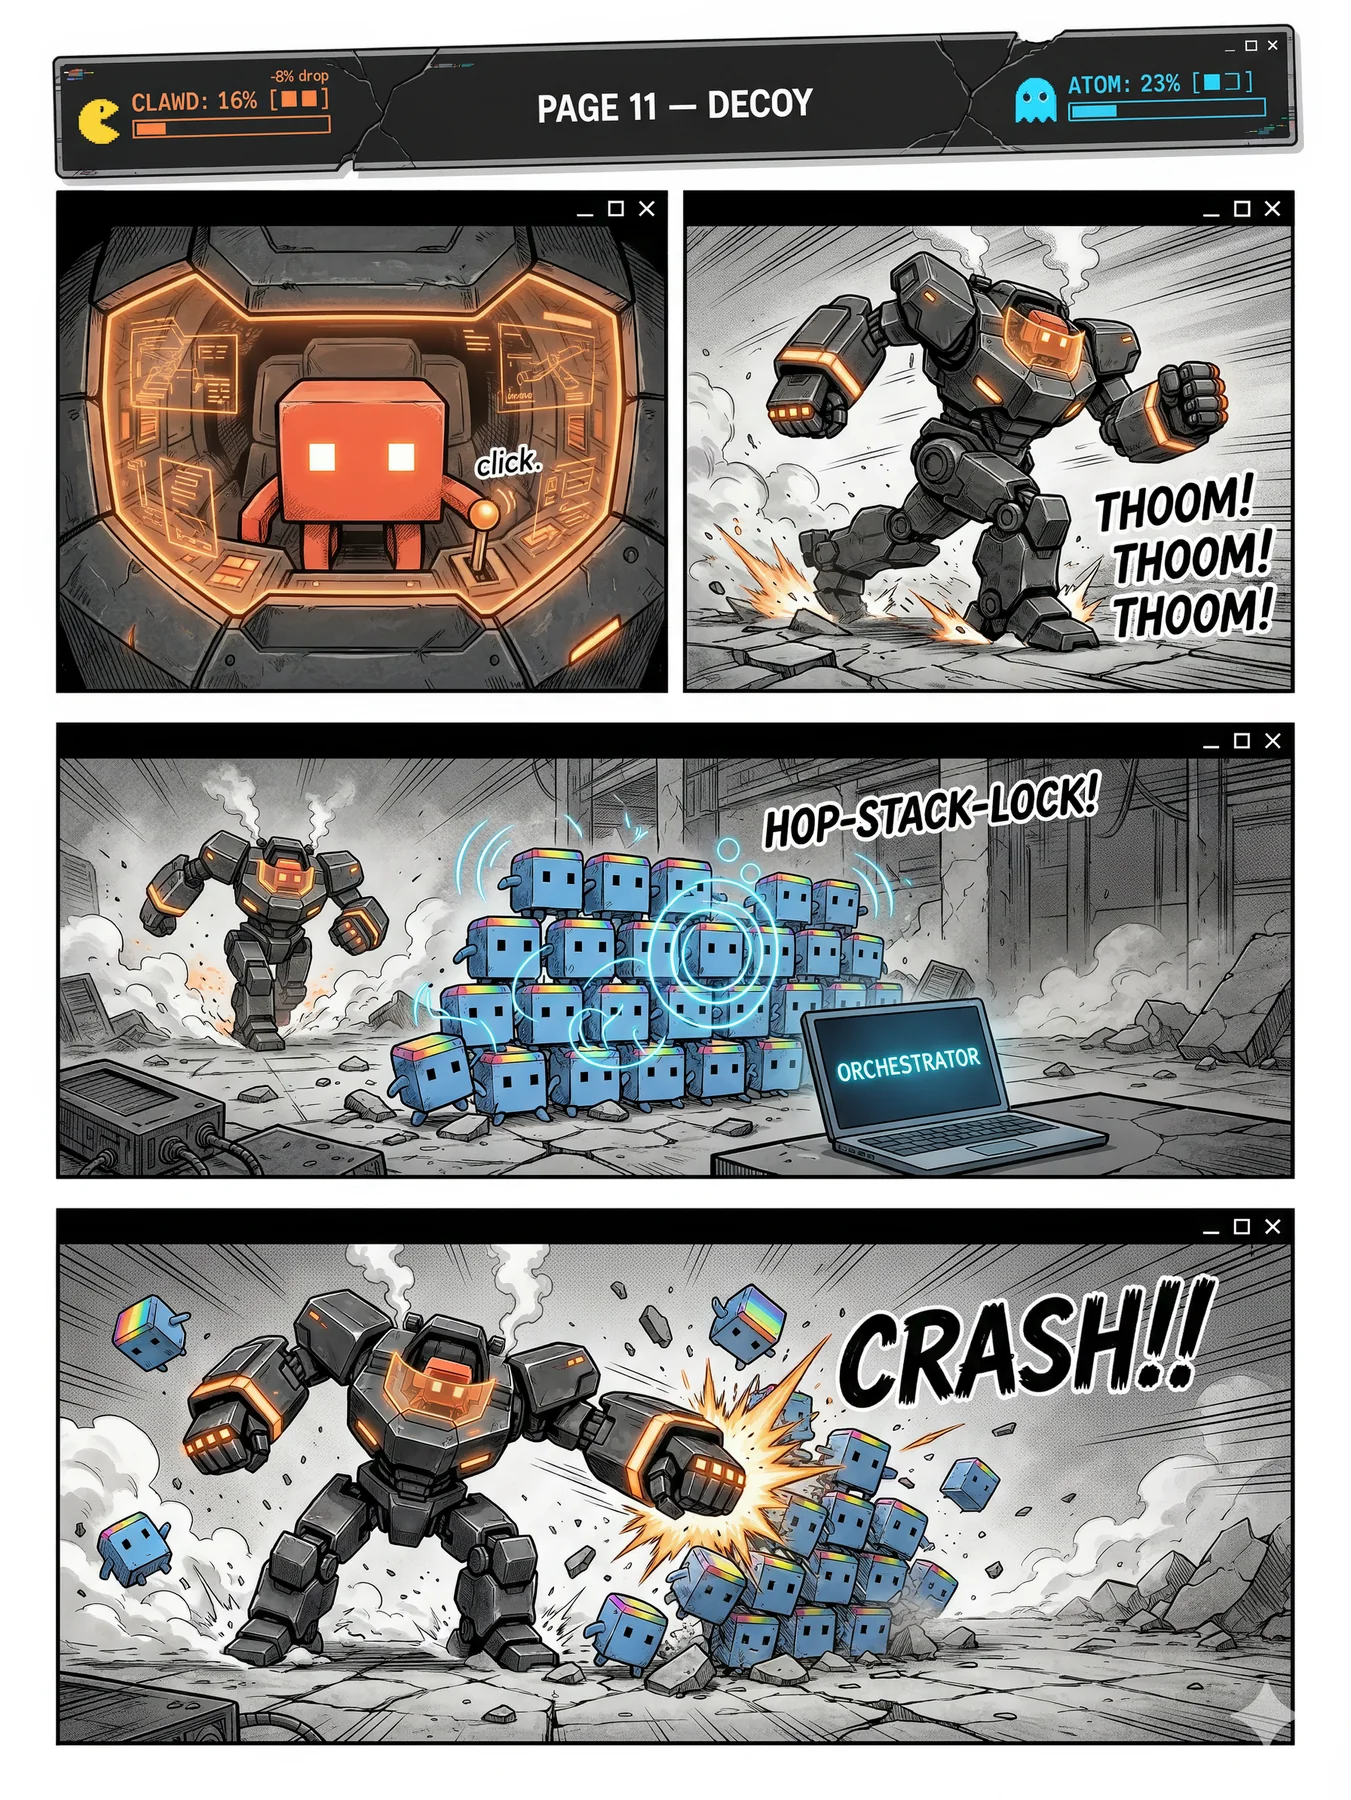 -8% drop
CLAWD: 16%
PAGE 11 — DECOY
ATOM: 23%
click.
THOOM!
THOOM!
THOOM!
HOP-STACK-LOCK!
ORCHESTRATOR
CRASH!!